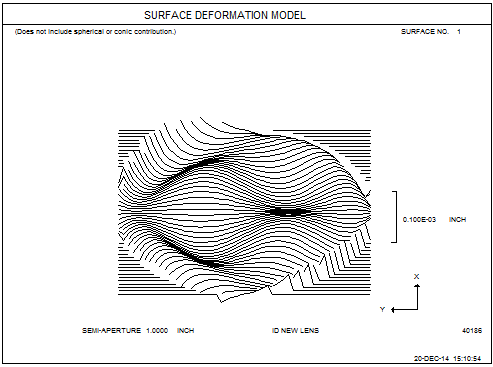 SURFACE DEFORMATION MODEL
(Does not include spherical or conic contribution.) SURFACE NO. 1
0.100E-03 INCH
X
Y
SEMI-APERTURE 1.0000 INCH ID NEW LENS 40186
20-DEC-14 15:10:54